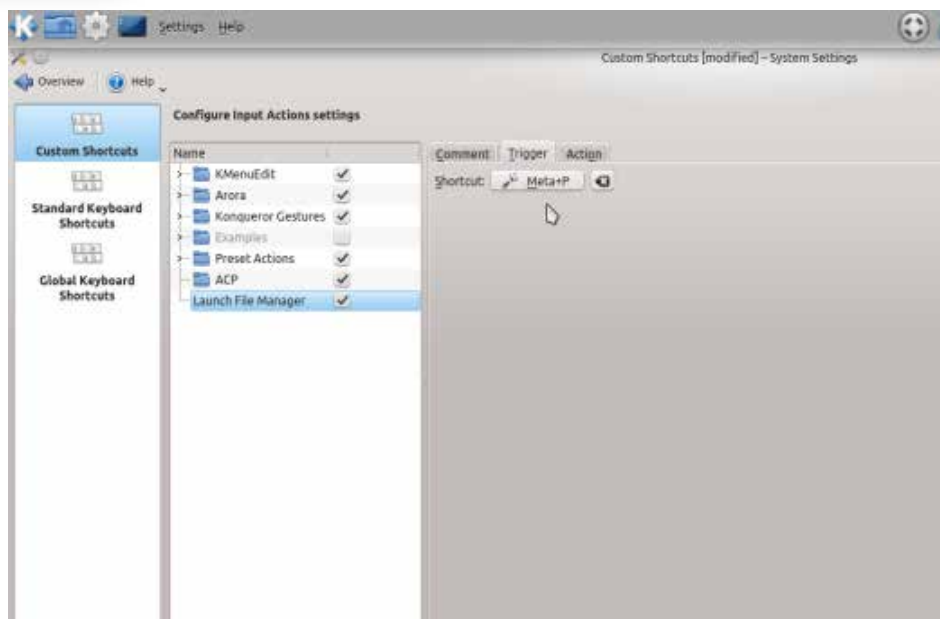 Settings Help
Custom Shortcuts [modified] – System Settings
Overview Help
Configure Input Actions settings
Custom Shortcuts
Standard Keyboard
Shortcuts
Global Keyboard
Shortcuts
Name
KMenuEdit
Arora
Konqueror Gestures
Examples
Preset Actions
ACP
Launch File Manager
Comment Trigger Action
Shortcut: Meta+P